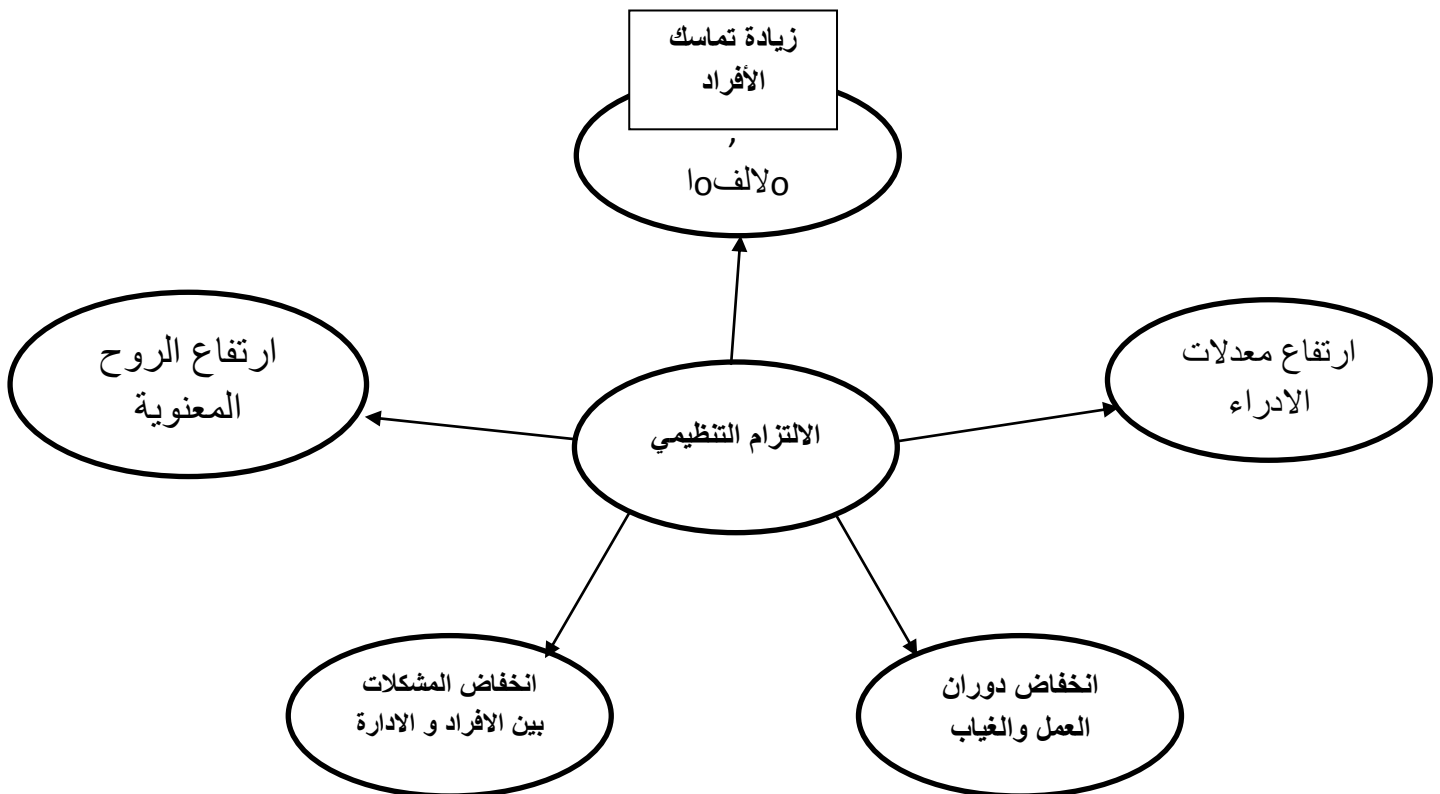 زيادة تماسك
الأفراد
,
ارتفاع الروح
المعنوية
ارتفاع معدلات
الادراء
الالتزام التنظيمي
انخفاض المشكلات
بين الافراد و الادارة
انخفاض دوران
العمل والغياب